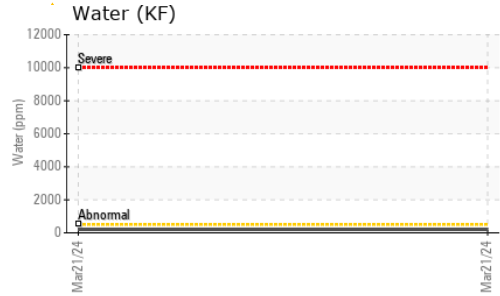 Water (KF)
12000
10000
8000
6000
4000
2000
0
Water (ppm)
Severe
Abnormal
Mar21/24
Mar21/24